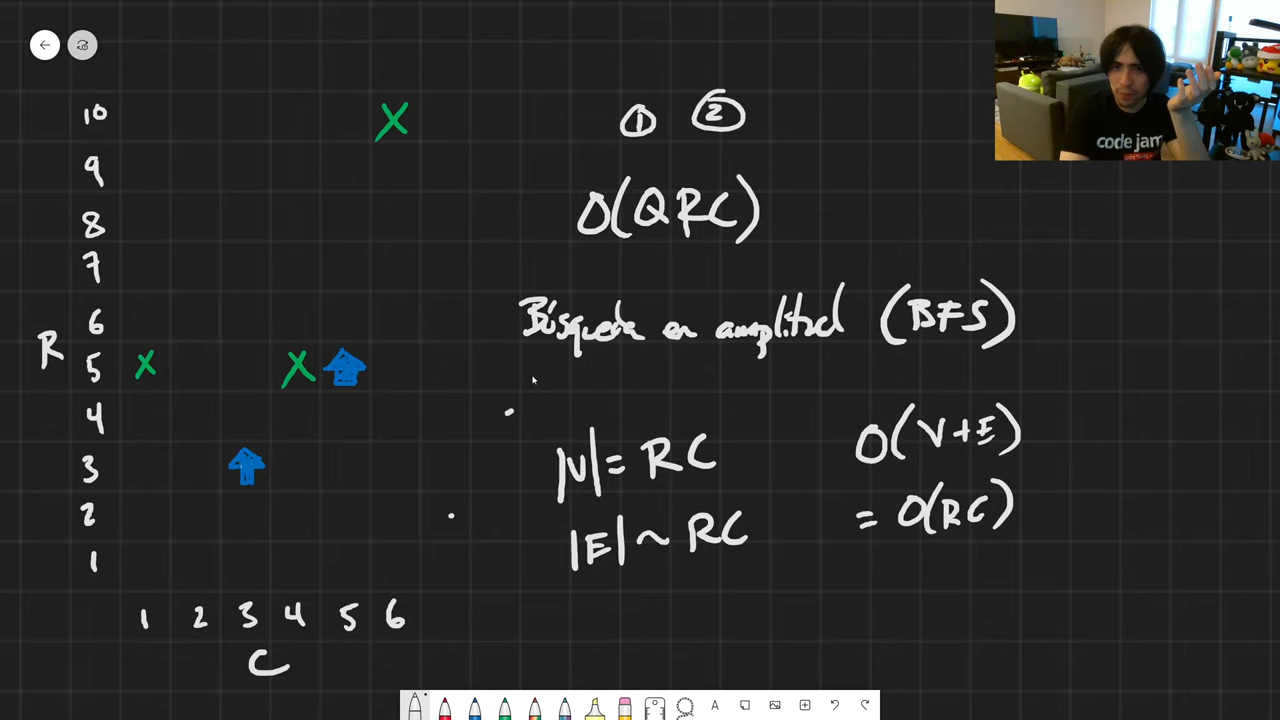 10
9
8
7
6
R
5
4
3
2
1
1 2 3 4 5 6
C
X
X X
1 2
O(QRC)
Búsqueda en amplitud (BFS)
|V| = RC
|E| ~ RC
O(V+E)
= O(RC)
code jam